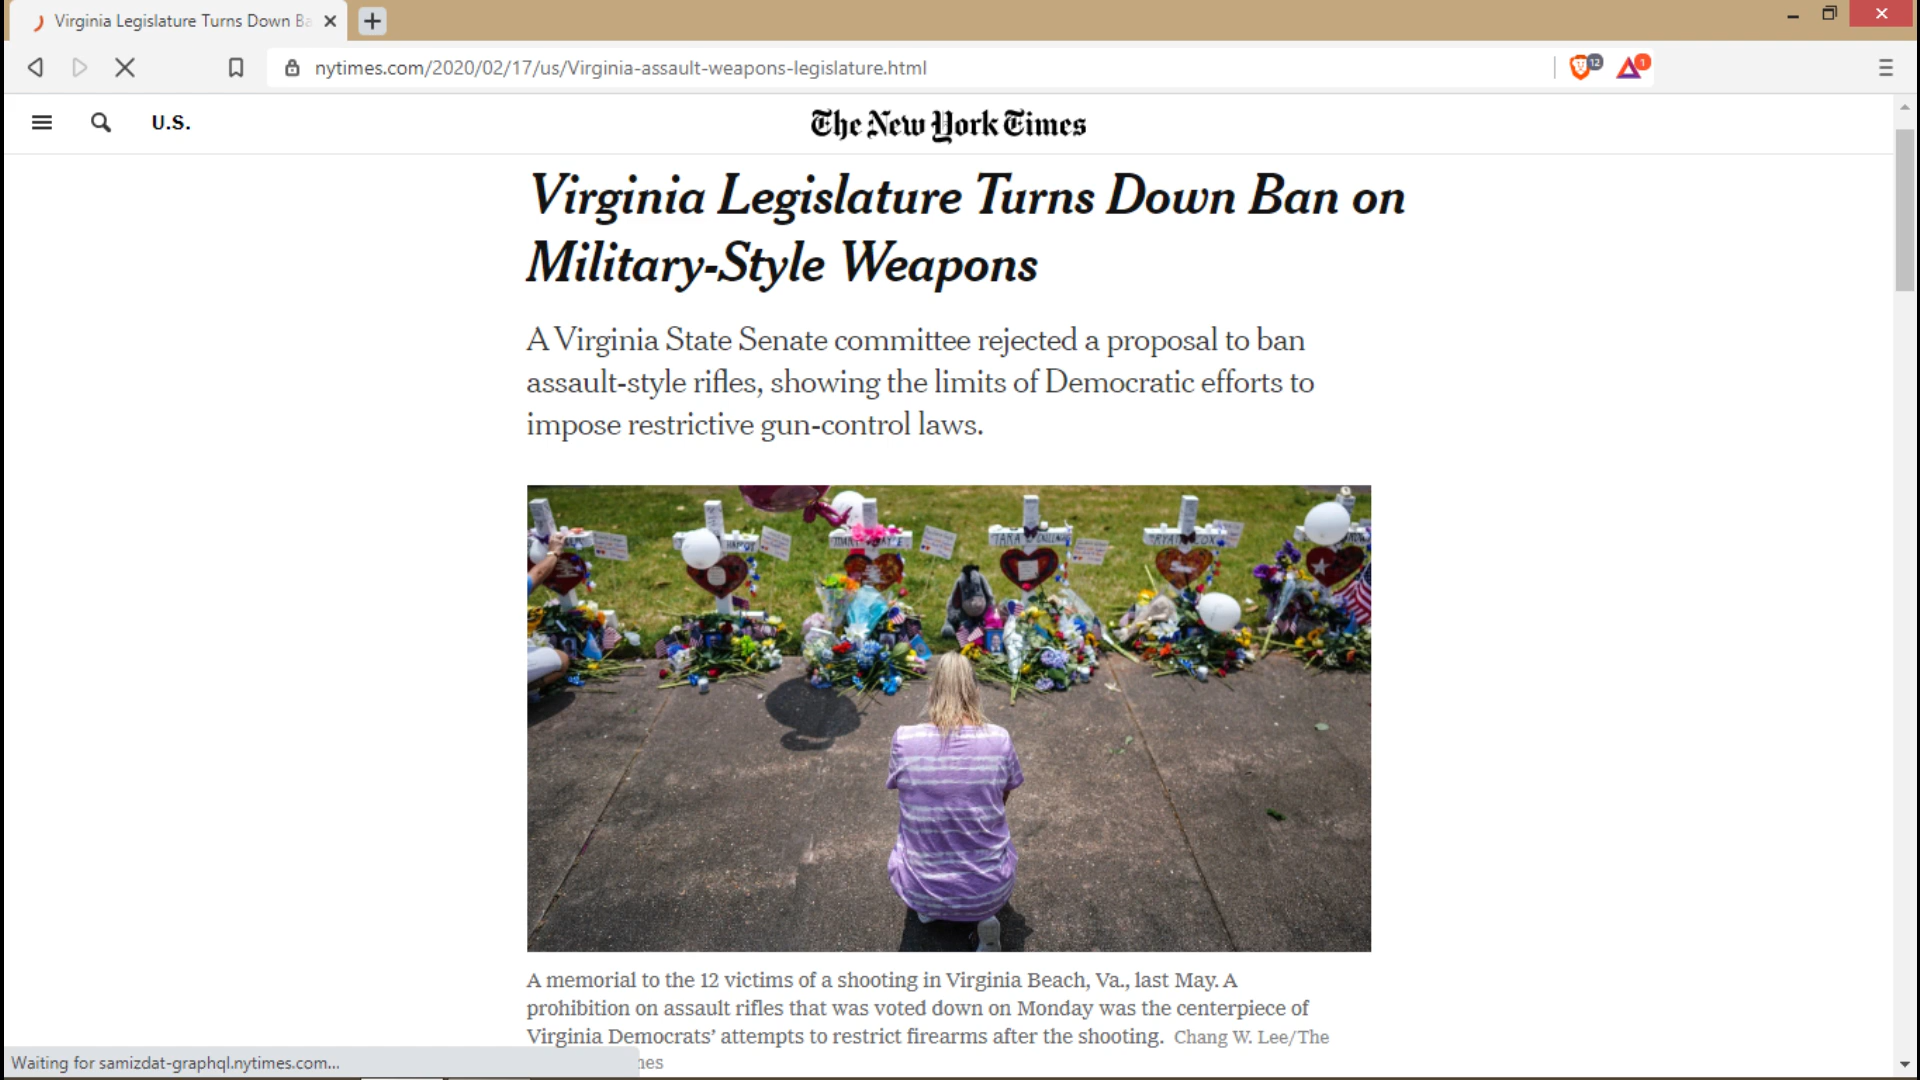 Virginia Legislature Turns Down Ba
nytimes.com/2020/02/17/us/Virginia-assault-weapons-legislature.html
12
1
U.S.
The New York Times
Virginia Legislature Turns Down Ban on
Military-Style Weapons
A Virginia State Senate committee rejected a proposal to ban
assault-style rifles, showing the limits of Democratic efforts to
impose restrictive gun-control laws.
TARA
RYAN COX
A memorial to the 12 victims of a shooting in Virginia Beach, Va., last May. A
prohibition on assault rifles that was voted down on Monday was the centerpiece of
Virginia Democrats’ attempts to restrict firearms after the shooting. Chang W. Lee/The
Waiting for samizdat-graphql.nytimes.com...